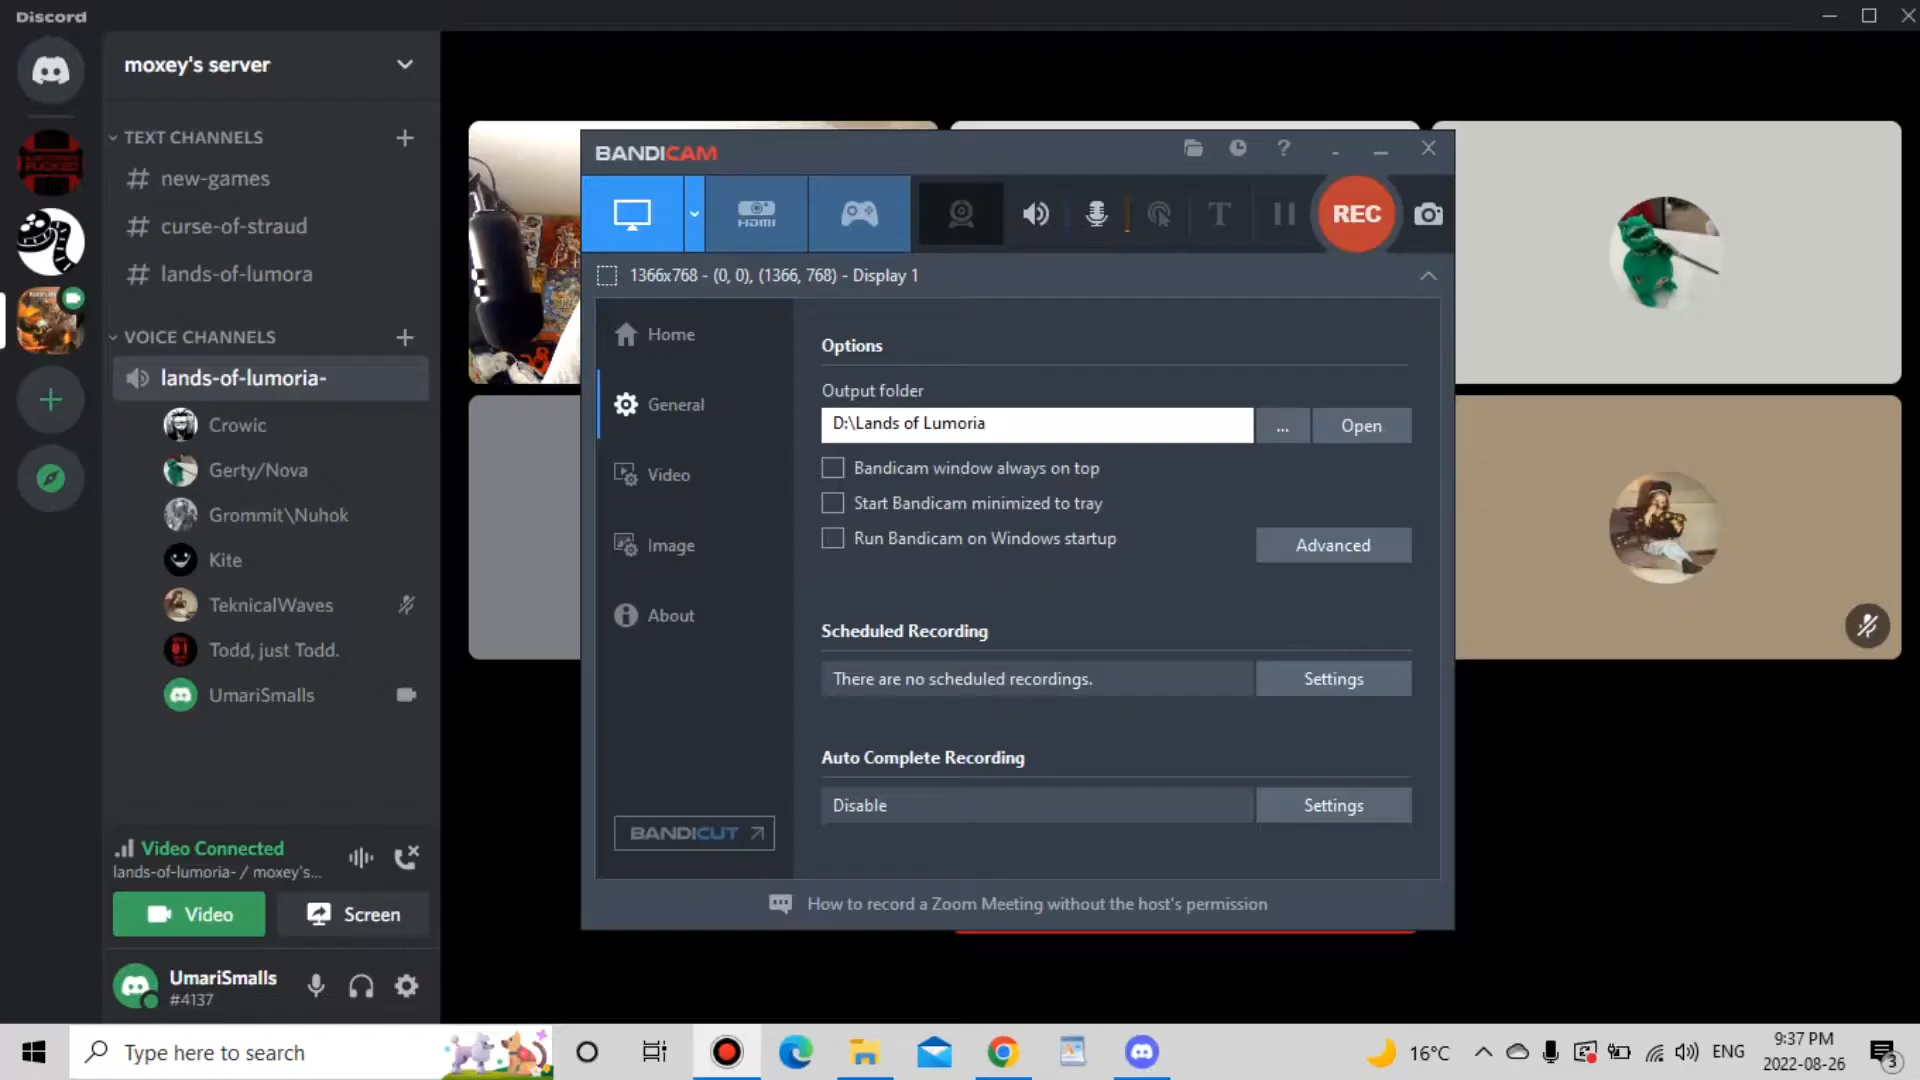 Discord
moxey's server
TEXT CHANNELS
# new-games
# curse-of-straud
# lands-of-lumora
VOICE CHANNELS
lands-of-lumoria-
Crowic
Gerty/Nova
Grommit\Nuhok
Kite
TeknicalWaves
Todd, just Todd.
UmariSmalls
Video Connected
lands-of-lumoria- / moxey's...
Video
Screen
UmariSmalls
#4137
BANDICAM
HDMI
REC
1366x768 - (0, 0), (1366, 768) - Display 1
Home
General
Video
Image
About
BANDICUT
Options
Output folder
D:\Lands of Lumoria
...
Open
Bandicam window always on top
Start Bandicam minimized to tray
Run Bandicam on Windows startup
Advanced
Scheduled Recording
There are no scheduled recordings.
Settings
Auto Complete Recording
Disable
Settings
How to record a Zoom Meeting without the host's permission
Type here to search
16°C
ENG
9:37 PM
2022-08-26
3